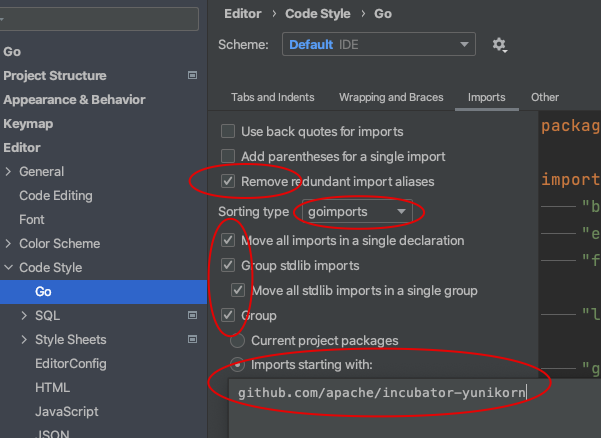 Editor › Code Style › Go
Scheme: Default IDE
Go
Project Structure
Appearance & Behavior
Keymap
Editor
General
Code Editing
Font
Color Scheme
Code Style
Go
SQL
Style Sheets
EditorConfig
HTML
JavaScript
JSON
Tabs and Indents Wrapping and Braces Imports Other
Use back quotes for imports
Add parentheses for a single import
Remove redundant import aliases
Sorting type goimports
Move all imports in a single declaration
Group stdlib imports
Move all stdlib imports in a single group
Group
Current project packages
Imports starting with:
github.com/apache/incubator-yunikorn
packag
import
"b
"e
"f
"l
"g